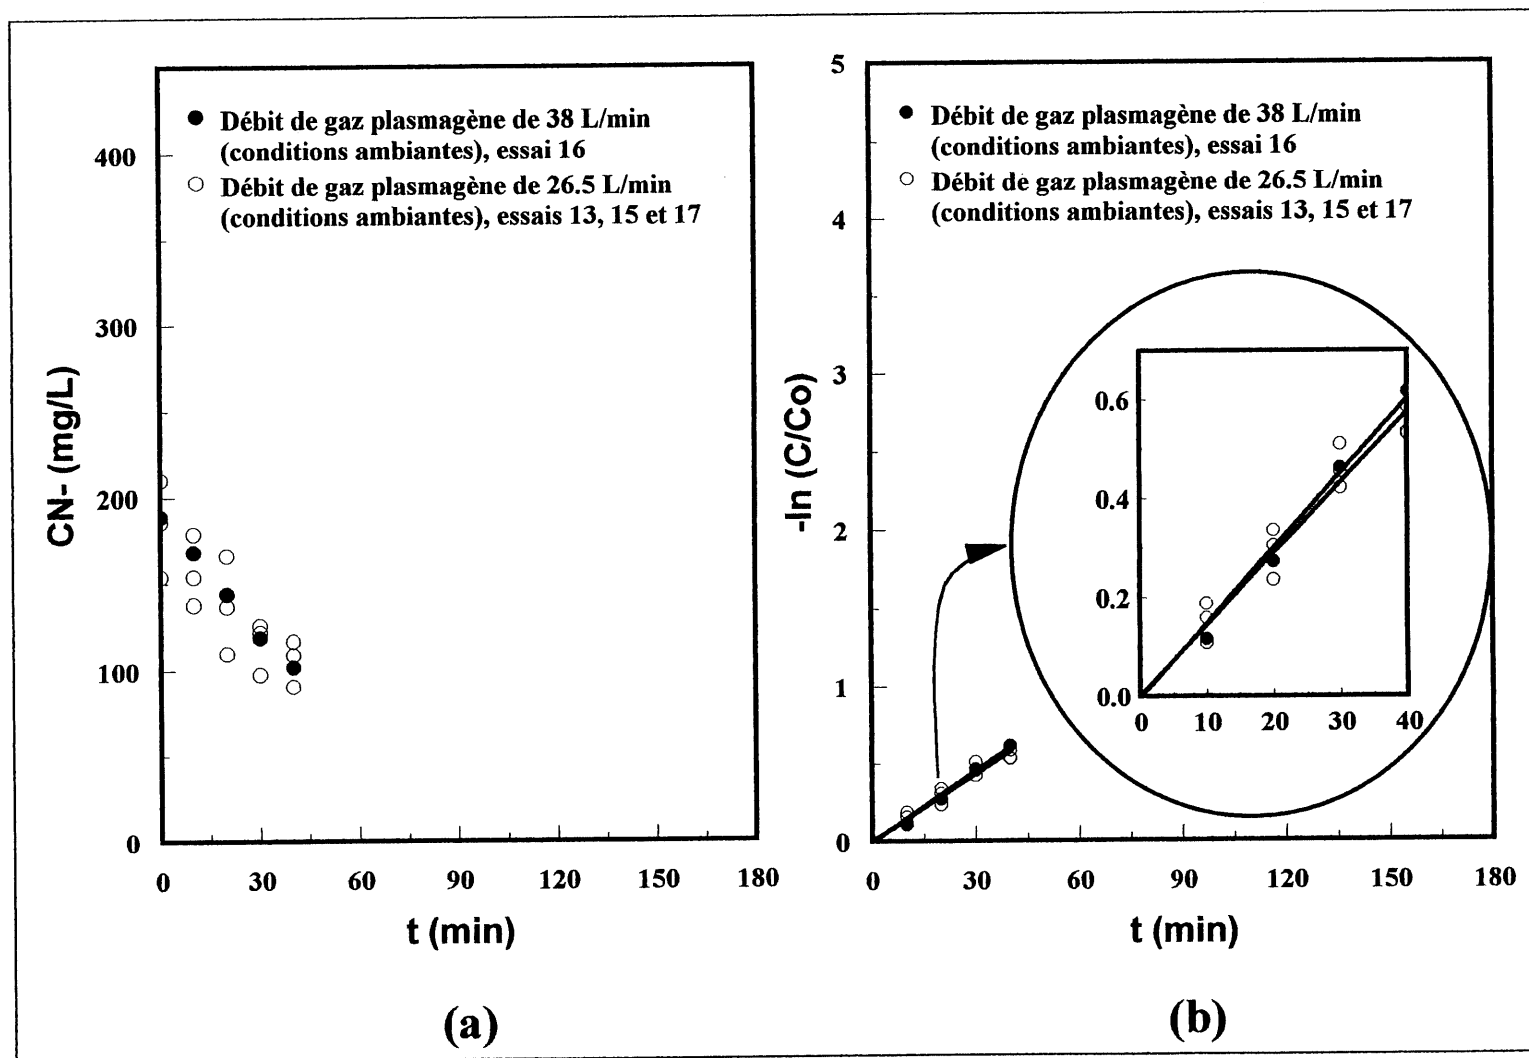 ● Débit de gaz plasmagène de 38 L/min
(conditions ambiantes), essai 16
○ Débit de gaz plasmagène de 26.5 L/min
(conditions ambiantes), essais 13, 15 et 17
400
300
200
100
0
CN- (mg/L)
0 30 60 90 120 150 180
t (min)
(a)
● Débit de gaz plasmagène de 38 L/min
(conditions ambiantes), essai 16
○ Débit de gaz plasmagène de 26.5 L/min
(conditions ambiantes), essais 13, 15 et 17
5
4
3
2
1
0
-ln (C/Co)
0.6
0.4
0.2
0.0
0 10 20 30 40
0 30 60 90 120 150 180
t (min)
(b)